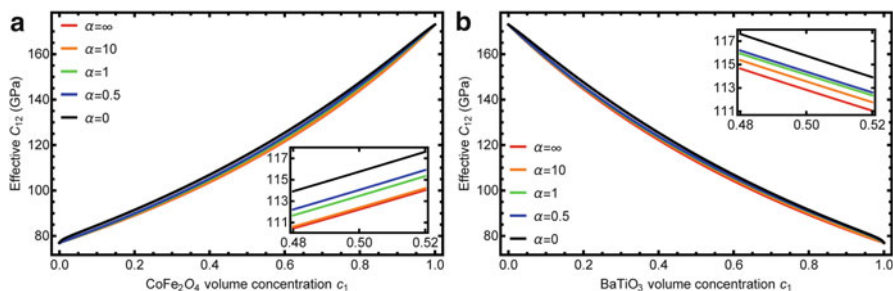 a
Effective C₁₂ (GPa)
160
140
120
100
80
α=∞
α=10
α=1
α=0.5
α=0
117
115
113
111
0.48 0.50 0.52
0.0 0.2 0.4 0.6 0.8 1.0
CoFe₂O₄ volume concentration c₁
b
Effective C₁₂ (GPa)
160
140
120
100
80
117
115
113
111
0.48 0.50 0.52
α=∞
α=10
α=1
α=0.5
α=0
0.0 0.2 0.4 0.6 0.8 1.0
BaTiO₃ volume concentration c₁